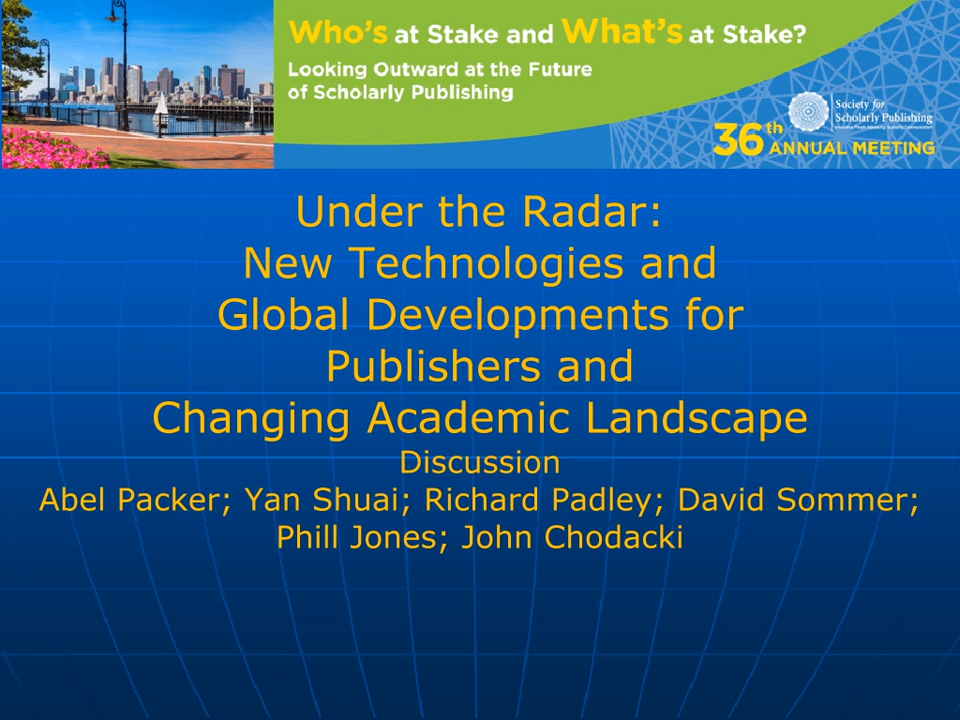 Who's at Stake and What's at Stake?
Looking Outward at the Future
of Scholarly Publishing
Society for
Scholarly Publishing
36th ANNUAL MEETING
Under the Radar:
New Technologies and
Global Developments for
Publishers and
Changing Academic Landscape
Discussion
Abel Packer; Yan Shuai; Richard Padley; David Sommer;
Phill Jones; John Chodacki